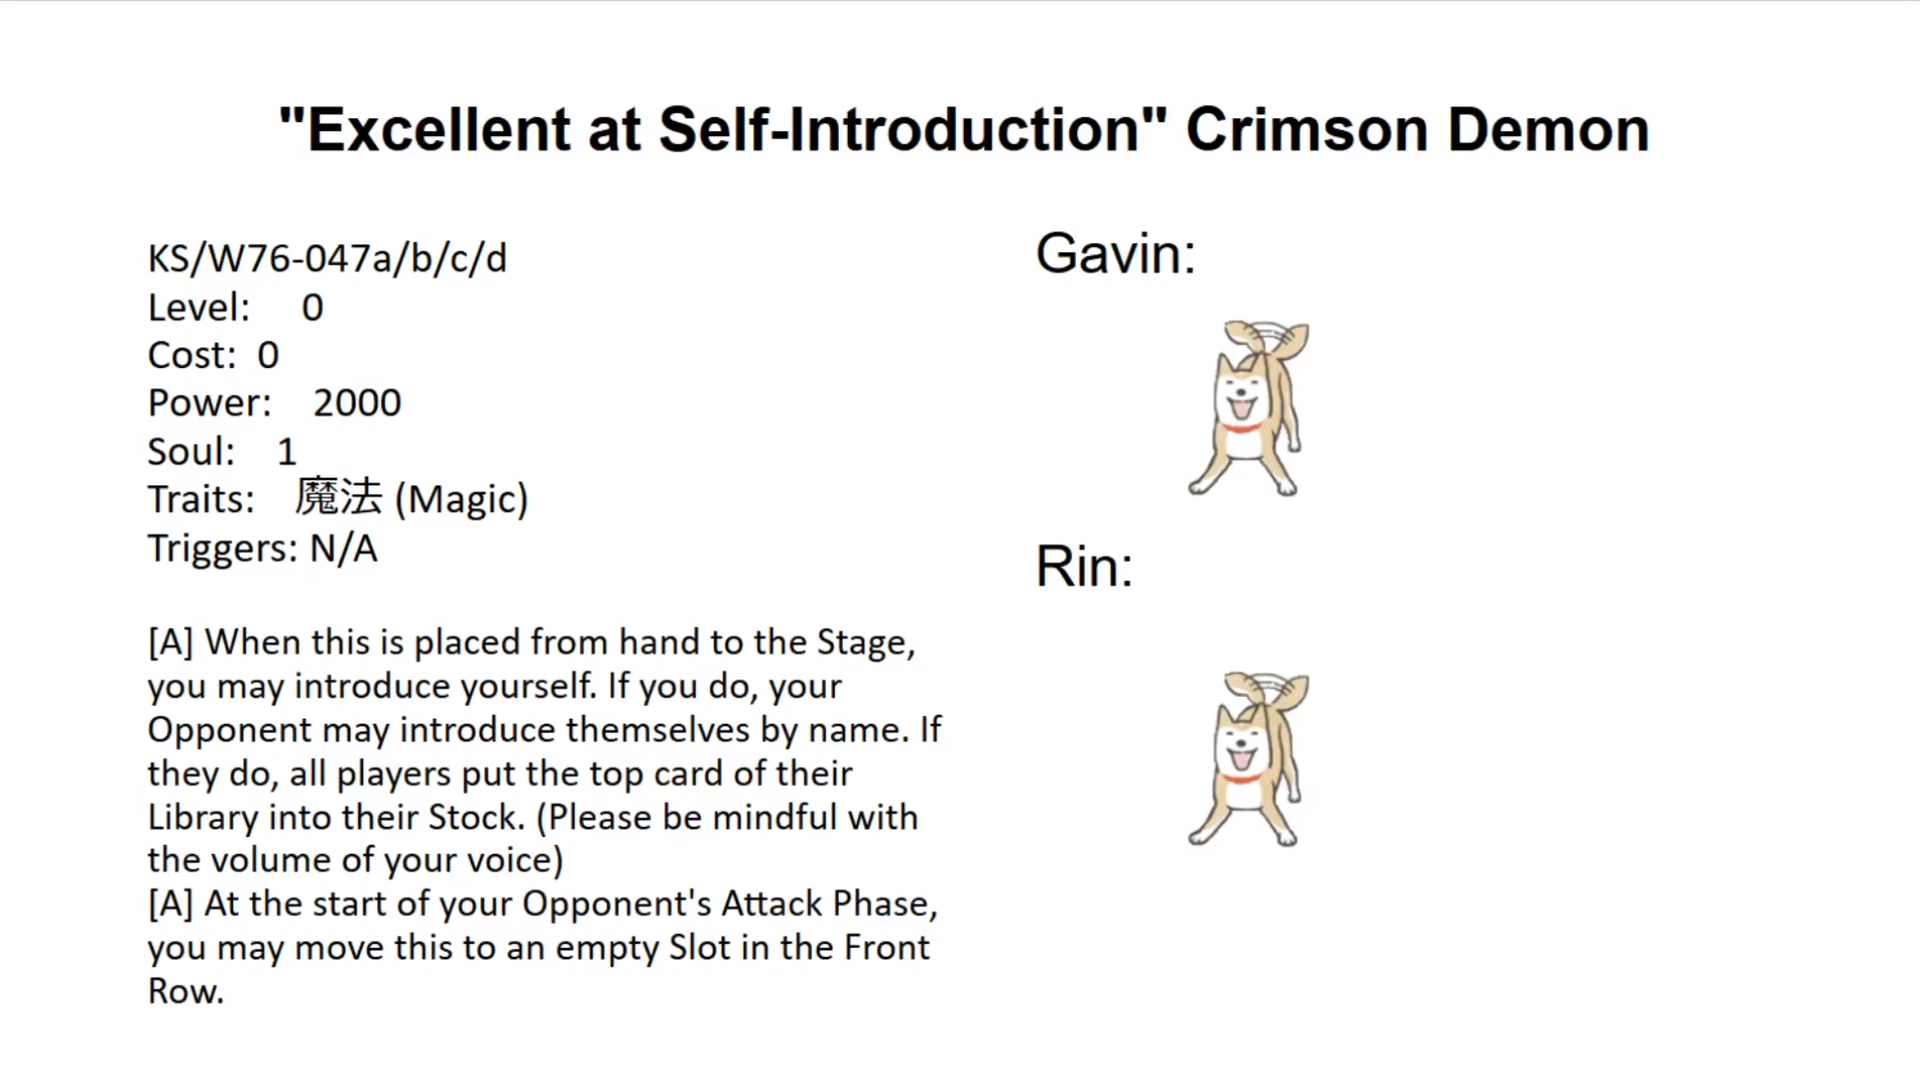 "Excellent at Self-Introduction" Crimson Demon
KS/W76-047a/b/c/d
Level: 0
Cost: 0
Power: 2000
Soul: 1
Traits: 魔法 (Magic)
Triggers: N/A
[A] When this is placed from hand to the Stage,
you may introduce yourself. If you do, your
Opponent may introduce themselves by name. If
they do, all players put the top card of their
Library into their Stock. (Please be mindful with
the volume of your voice)
[A] At the start of your Opponent's Attack Phase,
you may move this to an empty Slot in the Front
Row.
Gavin:
Rin: